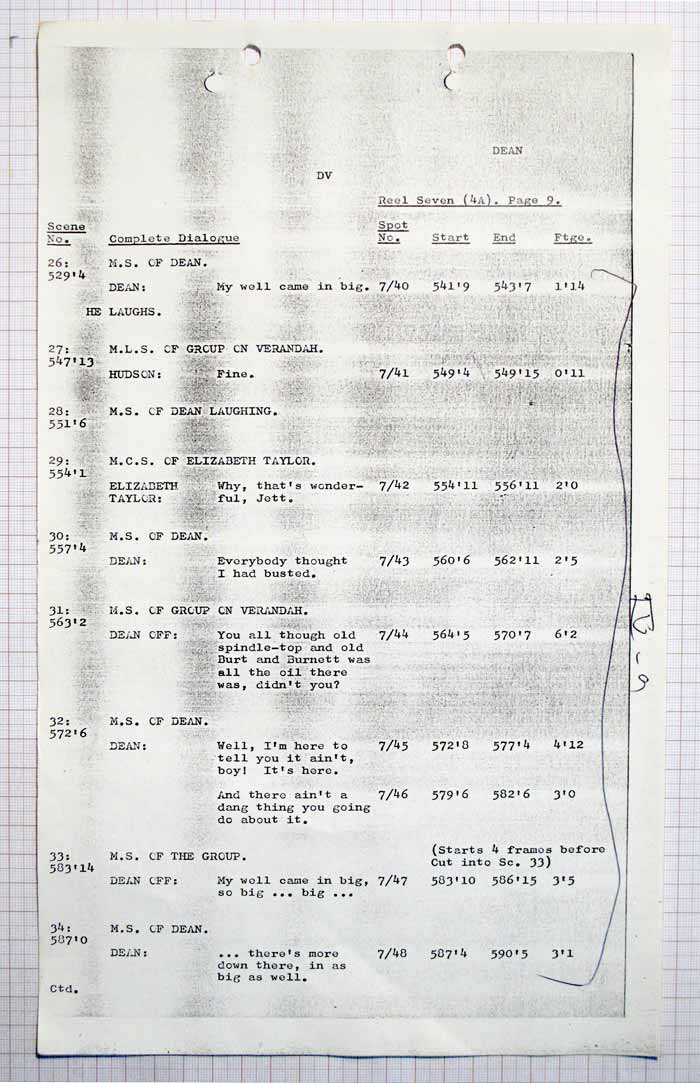 DEAN
DV
Reel Seven (4A). Page 9.
Scene No. Complete Dialogue Spot No. Start End Ftge.
26: M.S. OF DEAN.
529'4
DEAN: My well came in big. 7/40 541'9 543'7 1'14
HE LAUGHS.
27: M.L.S. OF GROUP ON VERANDAH.
547'13
HUDSON: Fine. 7/41 549'4 549'15 0'11
28: M.S. OF DEAN LAUGHING.
551'6
29: M.C.S. OF ELIZABETH TAYLOR.
554'1
ELIZABETH Why, that's wonder- 7/42 554'11 556'11 2'0
TAYLOR: ful, Jett.
30: M.S. OF DEAN.
557'4
DEAN: Everybody thought 7/43 560'6 562'11 2'5
I had busted.
31: M.S. OF GROUP ON VERANDAH.
563'2
DEAN OFF: You all though old 7/44 564'5 570'7 6'2
spindle-top and old
Burt and Burnett was
all the oil there
was, didn't you?
32: M.S. OF DEAN.
572'6
DEAN: Well, I'm here to 7/45 572'8 577'4 4'12
tell you it ain't,
boy! It's here.
And there ain't a 7/46 579'6 582'6 3'0
dang thing you going
do about it.
33: M.S. OF THE GROUP. (Starts 4 frames before
583'14 Cut into Sc. 33)
DEAN OFF: My well came in big, 7/47 583'10 586'15 3'5
so big ... big ...
34: M.S. OF DEAN.
587'0
DEAN: ... there's more 7/48 587'4 590'5 3'1
down there, in as
big as well.
Ctd.